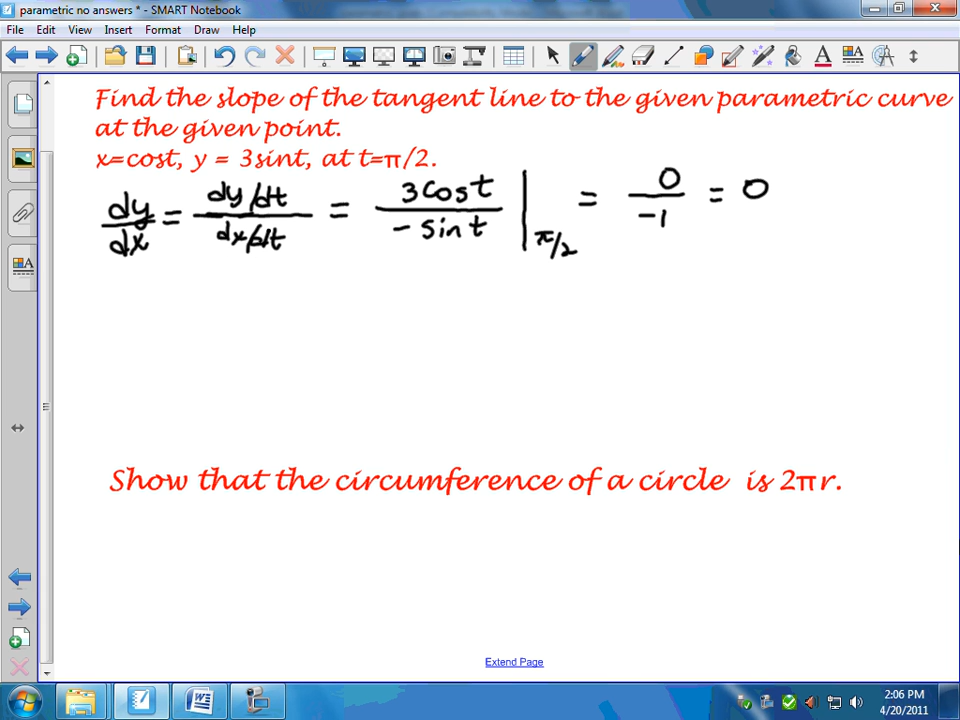 parametric no answers * - SMART Notebook
File Edit View Insert Format Draw Help
Find the slope of the tangent line to the given parametric curve
at the given point.
x=cost, y = 3sint, at t=π/2.
dy/dx = (dy/dt)/(dx/dt) = (3cost)/(-sint) |π/2 = 0/-1 = 0
Show that the circumference of a circle is 2πr.
Extend Page
2:06 PM
4/20/2011